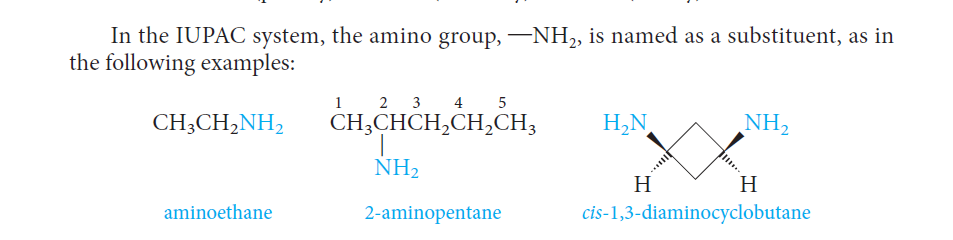 In the IUPAC system, the amino group, —NH₂, is named as a substituent, as in
the following examples:
1 2 3 4 5
CH₃CH₂NH₂ CH₃CHCH₂CH₂CH₃ H₂N NH₂
NH₂
H H
aminoethane 2-aminopentane cis-1,3-diaminocyclobutane